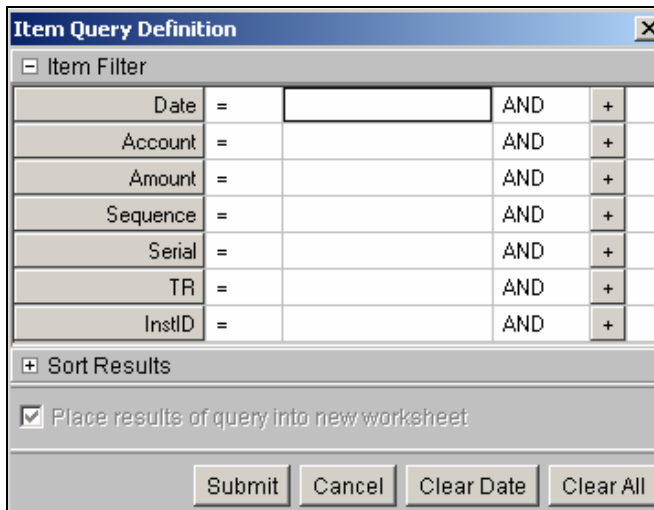 Item Query Definition
Item Filter
Date = AND +
Account = AND +
Amount = AND +
Sequence = AND +
Serial = AND +
TR = AND +
InstID = AND +
Sort Results
Place results of query into new worksheet
Submit Cancel Clear Date Clear All